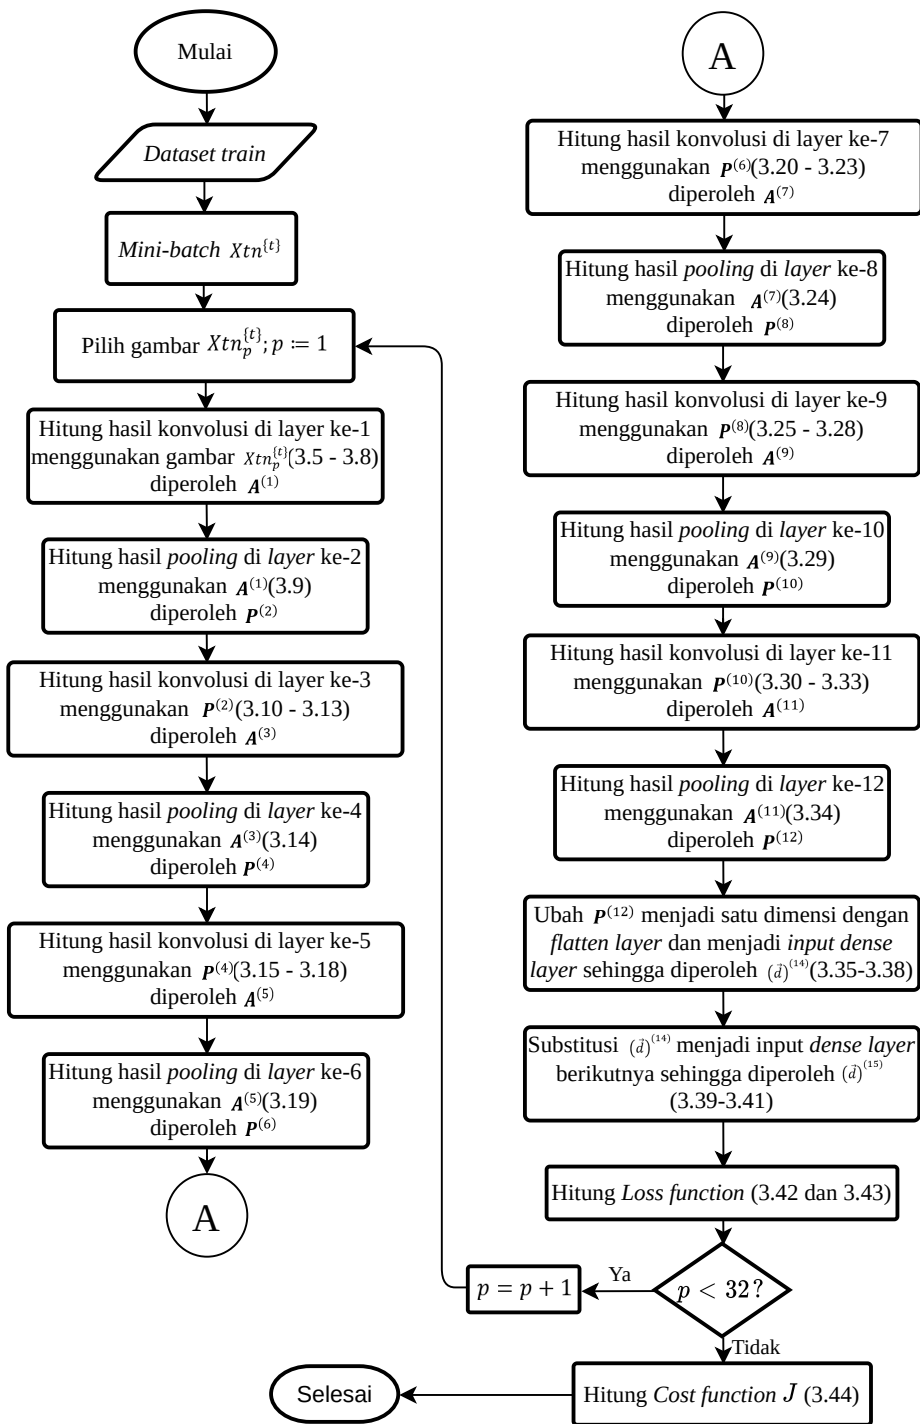 Mulai
Dataset train
Mini-batch Xtn^{t}
Pilih gambar Xtn_p^{t}; p ≔ 1
Hitung hasil konvolusi di layer ke-1
menggunakan gambar Xtn_p^{t}(3.5 - 3.8)
diperoleh A^(1)
Hitung hasil pooling di layer ke-2
menggunakan A^(1)(3.9)
diperoleh P^(2)
Hitung hasil konvolusi di layer ke-3
menggunakan P^(2)(3.10 - 3.13)
diperoleh A^(3)
Hitung hasil pooling di layer ke-4
menggunakan A^(3)(3.14)
diperoleh P^(4)
Hitung hasil konvolusi di layer ke-5
menggunakan P^(4)(3.15 - 3.18)
diperoleh A^(5)
Hitung hasil pooling di layer ke-6
menggunakan A^(5)(3.19)
diperoleh P^(6)
A
A
Hitung hasil konvolusi di layer ke-7
menggunakan P^(6)(3.20 - 3.23)
diperoleh A^(7)
Hitung hasil pooling di layer ke-8
menggunakan A^(7)(3.24)
diperoleh P^(8)
Hitung hasil konvolusi di layer ke-9
menggunakan P^(8)(3.25 - 3.28)
diperoleh A^(9)
Hitung hasil pooling di layer ke-10
menggunakan A^(9)(3.29)
diperoleh P^(10)
Hitung hasil konvolusi di layer ke-11
menggunakan P^(10)(3.30 - 3.33)
diperoleh A^(11)
Hitung hasil pooling di layer ke-12
menggunakan A^(11)(3.34)
diperoleh P^(12)
Ubah P^(12) menjadi satu dimensi dengan
flatten layer dan menjadi input dense
layer sehingga diperoleh (d⃗)^(14)(3.35-3.38)
Substitusi (d⃗)^(14) menjadi input dense layer
berikutnya sehingga diperoleh (d⃗)^(15)
(3.39-3.41)
Hitung Loss function (3.42 dan 3.43)
p < 32?
Ya
p = p + 1
Tidak
Hitung Cost function J (3.44)
Selesai